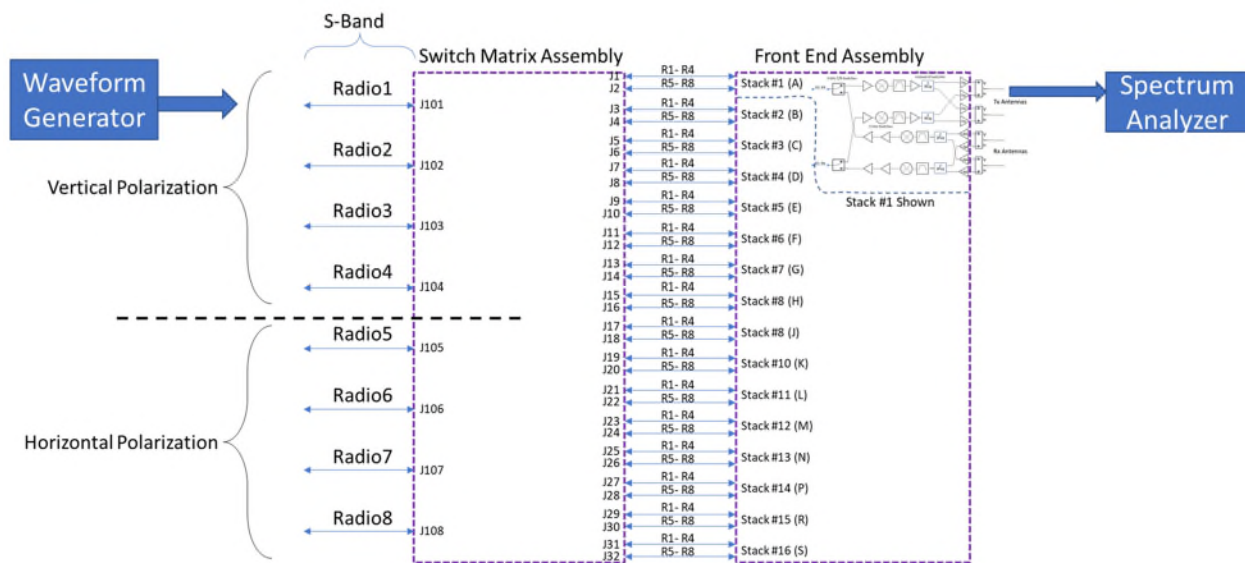 S-Band
Switch Matrix Assembly
Front End Assembly
Waveform
Generator
Spectrum
Analyzer
Vertical Polarization
Horizontal Polarization
Radio1
J101
Radio2
J102
Radio3
J103
Radio4
J104
Radio5
J105
Radio6
J106
Radio7
J107
Radio8
J108
J1 R1- R4
J2 R5- R8
Stack #1 (A)
J3 R1- R4
J4 R5- R8
Stack #2 (B)
J5 R1- R4
J6 R5- R8
Stack #3 (C)
J7 R1- R4
J8 R5- R8
Stack #4 (D)
J9 R1- R4
J10 R5- R8
Stack #5 (E)
J11 R1- R4
J12 R5- R8
Stack #6 (F)
J13 R1- R4
J14 R5- R8
Stack #7 (G)
J15 R1- R4
J16 R5- R8
Stack #8 (H)
J17 R1- R4
J18 R5- R8
Stack #8 (J)
J19 R1- R4
J20 R5- R8
Stack #10 (K)
J21 R1- R4
J22 R5- R8
Stack #11 (L)
J23 R1- R4
J24 R5- R8
Stack #12 (M)
J25 R1- R4
J26 R5- R8
Stack #13 (N)
J27 R1- R4
J28 R5- R8
Stack #14 (P)
J29 R1- R4
J30 R5- R8
Stack #15 (R)
J31 R1- R4
J32 R5- R8
Stack #16 (S)
Tx Antennas
Rx Antennas
Stack #1 Shown